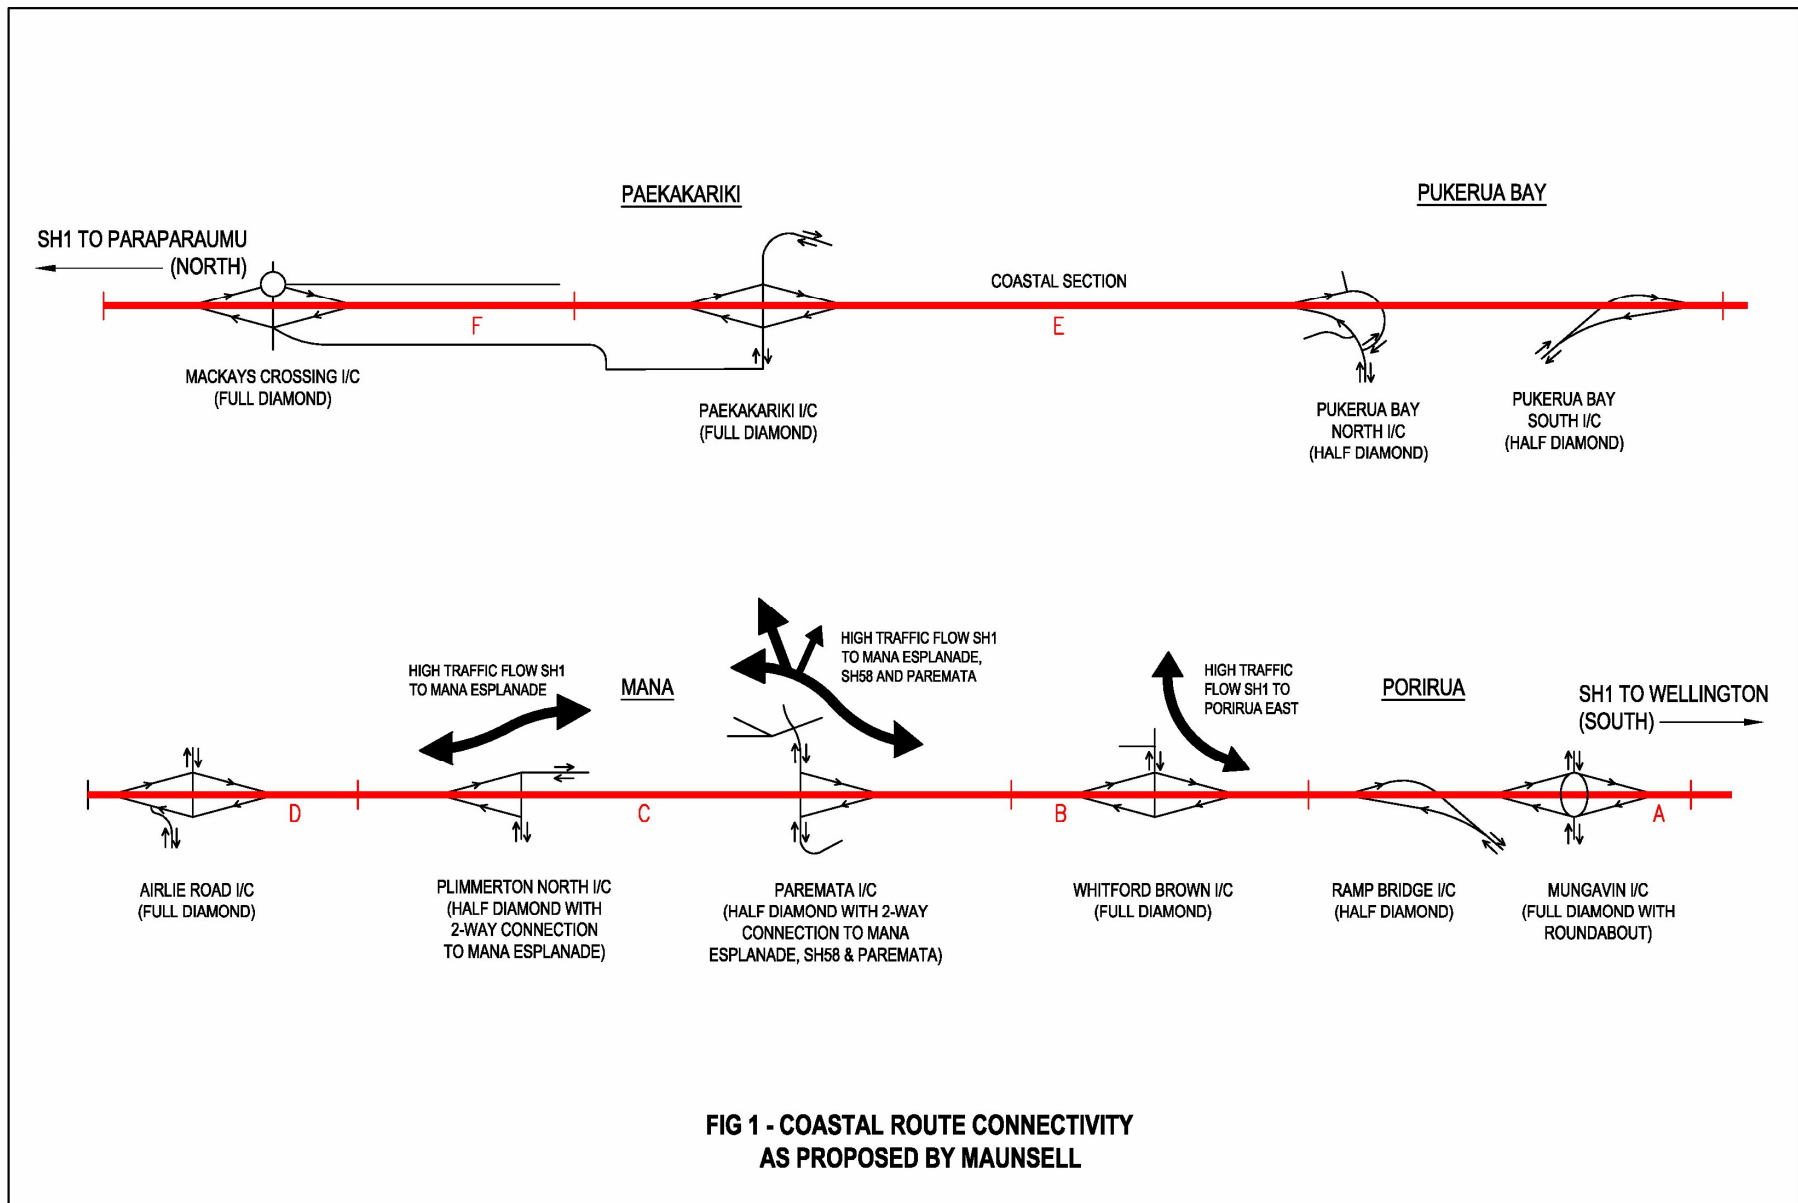 PAEKAKARIKI
PUKERUA BAY
SH1 TO PARAPARAUMU
(NORTH)
COASTAL SECTION
F
E
MACKAYS CROSSING I/C
(FULL DIAMOND)
PAEKAKARIKI I/C
(FULL DIAMOND)
PUKERUA BAY
NORTH I/C
(HALF DIAMOND)
PUKERUA BAY
SOUTH I/C
(HALF DIAMOND)
HIGH TRAFFIC FLOW SH1
TO MANA ESPLANADE
MANA
HIGH TRAFFIC FLOW SH1
TO MANA ESPLANADE,
SH58 AND PAREMATA
HIGH TRAFFIC
FLOW SH1 TO
PORIRUA EAST
PORIRUA
SH1 TO WELLINGTON
(SOUTH)
D
C
B
A
AIRLIE ROAD I/C
(FULL DIAMOND)
PLIMMERTON NORTH I/C
(HALF DIAMOND WITH
2-WAY CONNECTION
TO MANA ESPLANADE)
PAREMATA I/C
(HALF DIAMOND WITH 2-WAY
CONNECTION TO MANA
ESPLANADE, SH58 & PAREMATA)
WHITFORD BROWN I/C
(FULL DIAMOND)
RAMP BRIDGE I/C
(HALF DIAMOND)
MUNGAVIN I/C
(FULL DIAMOND WITH
ROUNDABOUT)
FIG 1 - COASTAL ROUTE CONNECTIVITY
AS PROPOSED BY MAUNSELL